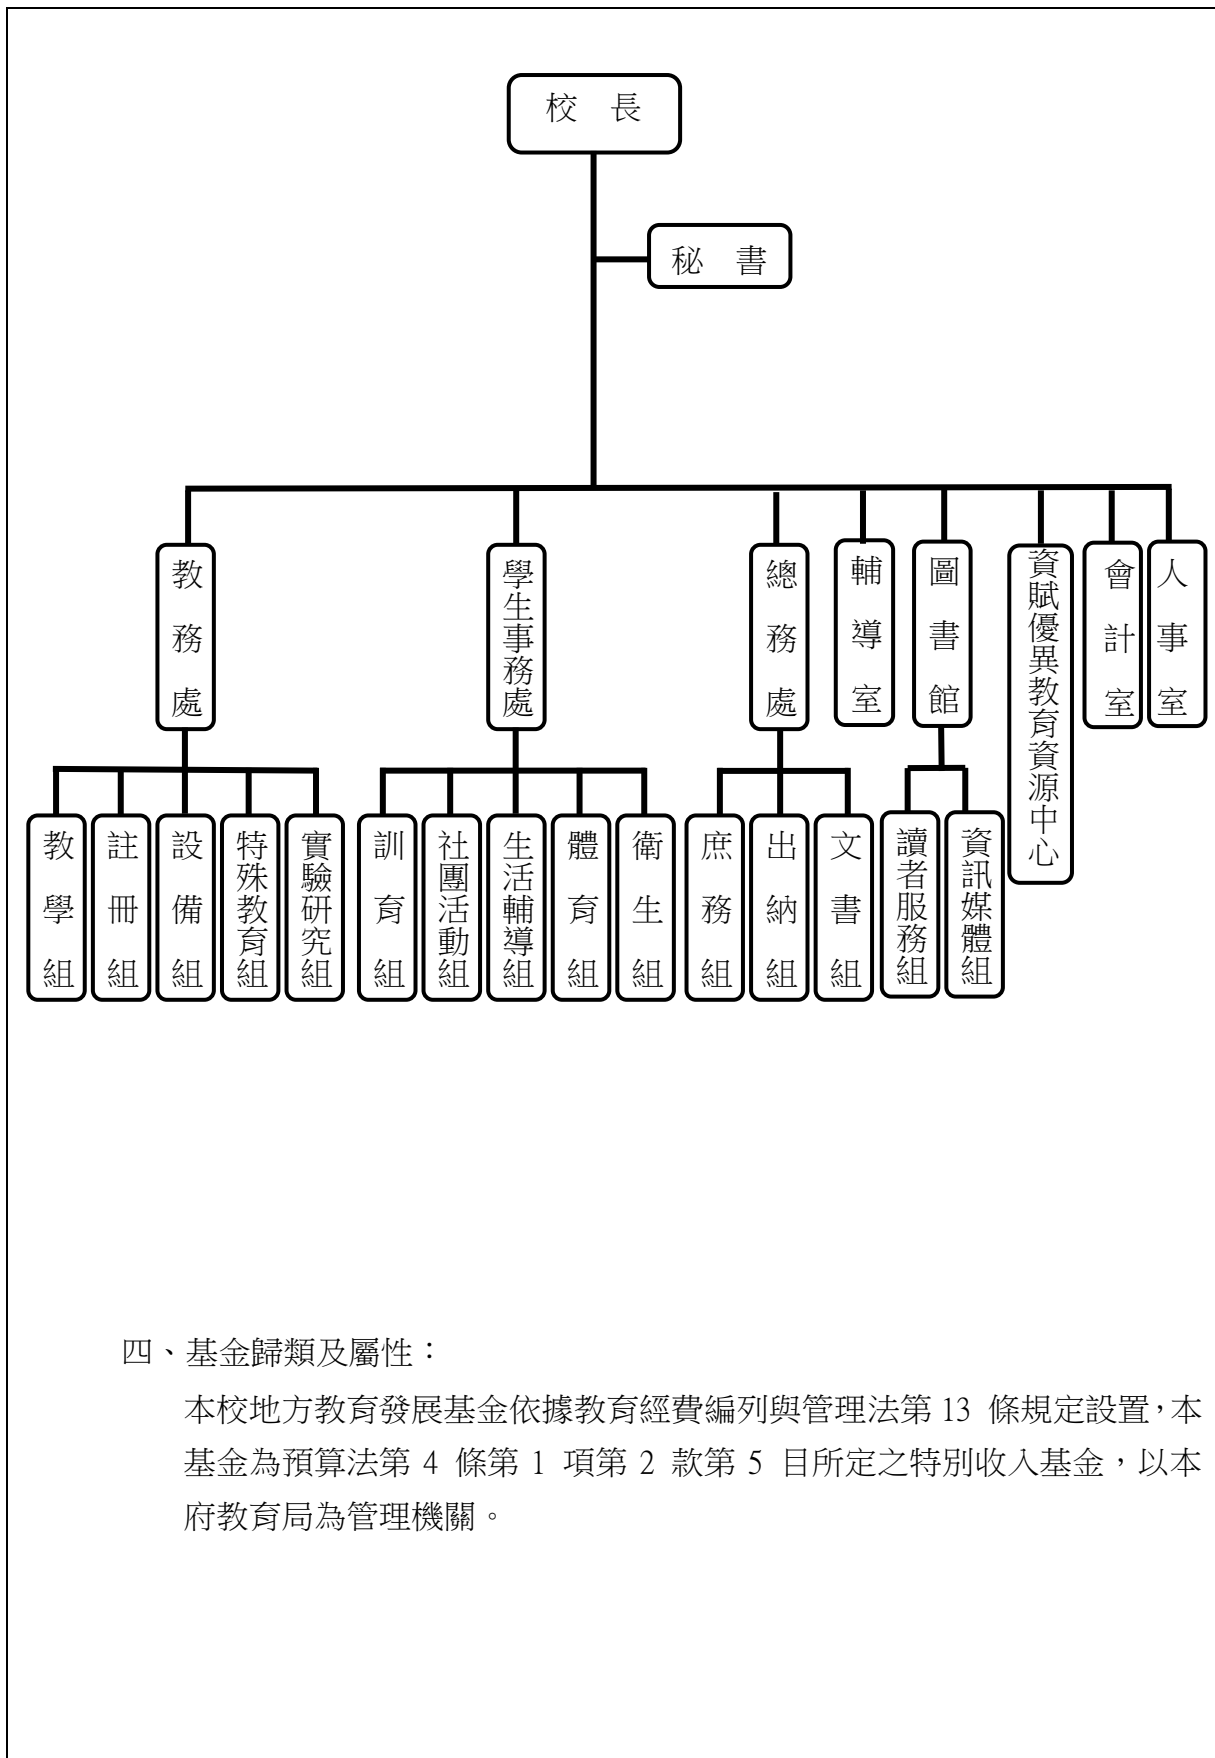 校 長
秘 書
教務處
學生事務處
總務處
輔導室
圖書館
資賦優異教育資源中心
會計室
人事室
教學組
註冊組
設備組
特殊教育組
實驗研究組
訓育組
社團活動組
生活輔導組
體育組
衛生組
庶務組
出納組
文書組
讀者服務組
資訊媒體組
四、基金歸類及屬性：
本校地方教育發展基金依據教育經費編列與管理法第 13 條規定設置，本
基金為預算法第 4 條第 1 項第 2 款第 5 目所定之特別收入基金，以本
府教育局為管理機關。